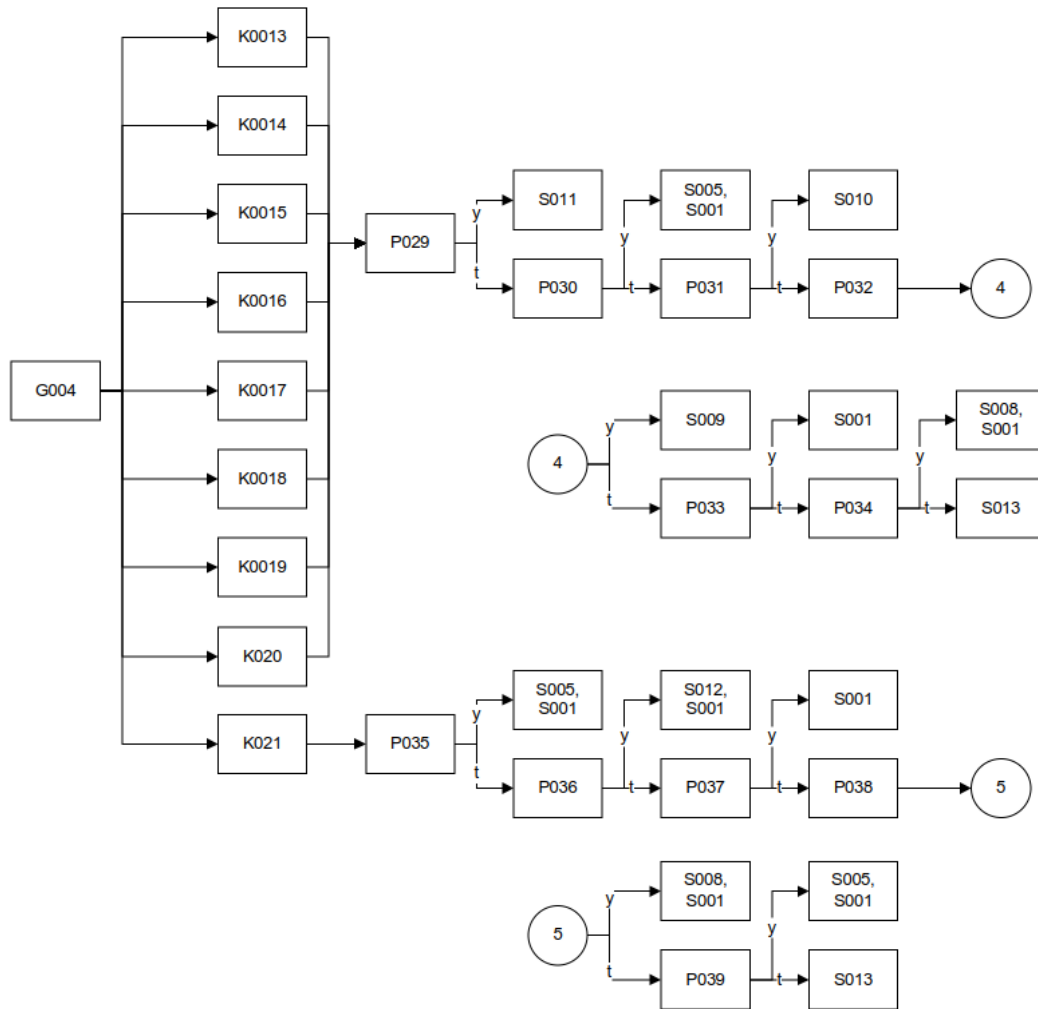 K0013
K0014
K0015
K0016
G004
K0017
K0018
K0019
K020
K021
P029
y
S011
t
P030
y
S005,
S001
t
P031
y
S010
t
P032
4
4
y
S009
t
P033
y
S001
t
P034
y
S008,
S001
t
S013
P035
y
S005,
S001
t
P036
y
S012,
S001
t
P037
y
S001
t
P038
5
5
y
S008,
S001
t
P039
y
S005,
S001
t
S013